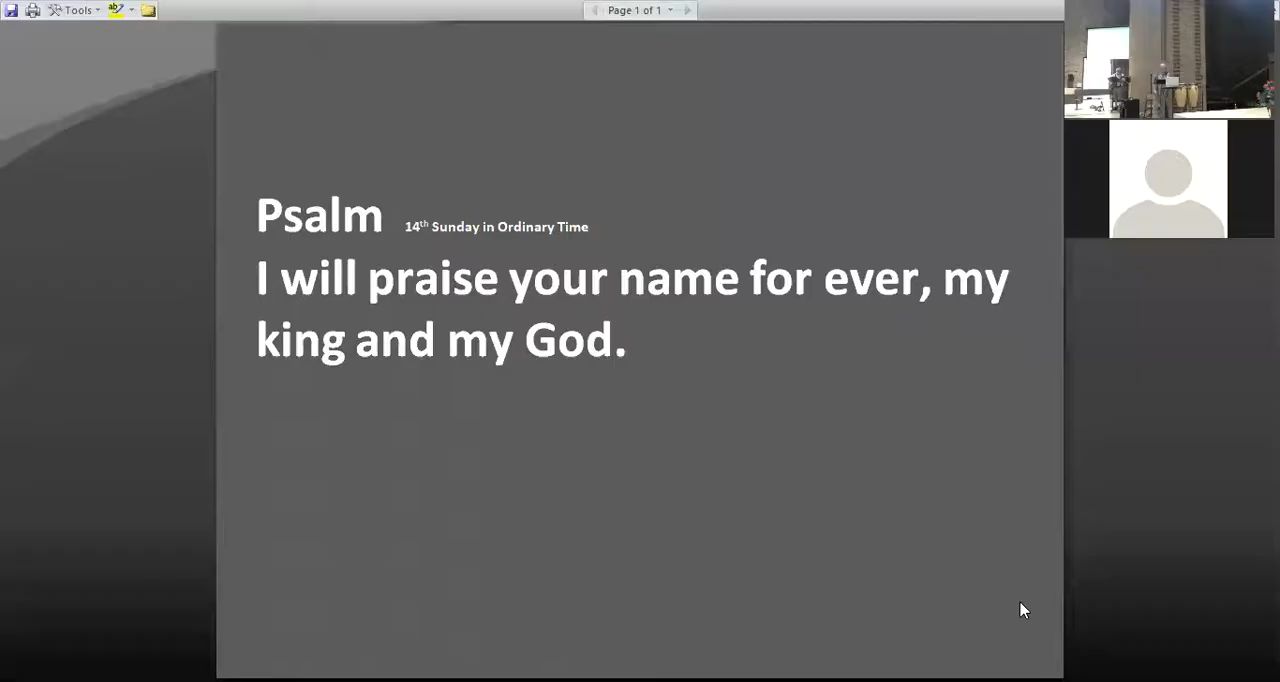 Tools
Page 1 of 1
Psalm 14th Sunday in Ordinary Time
I will praise your name for ever, my
king and my God.